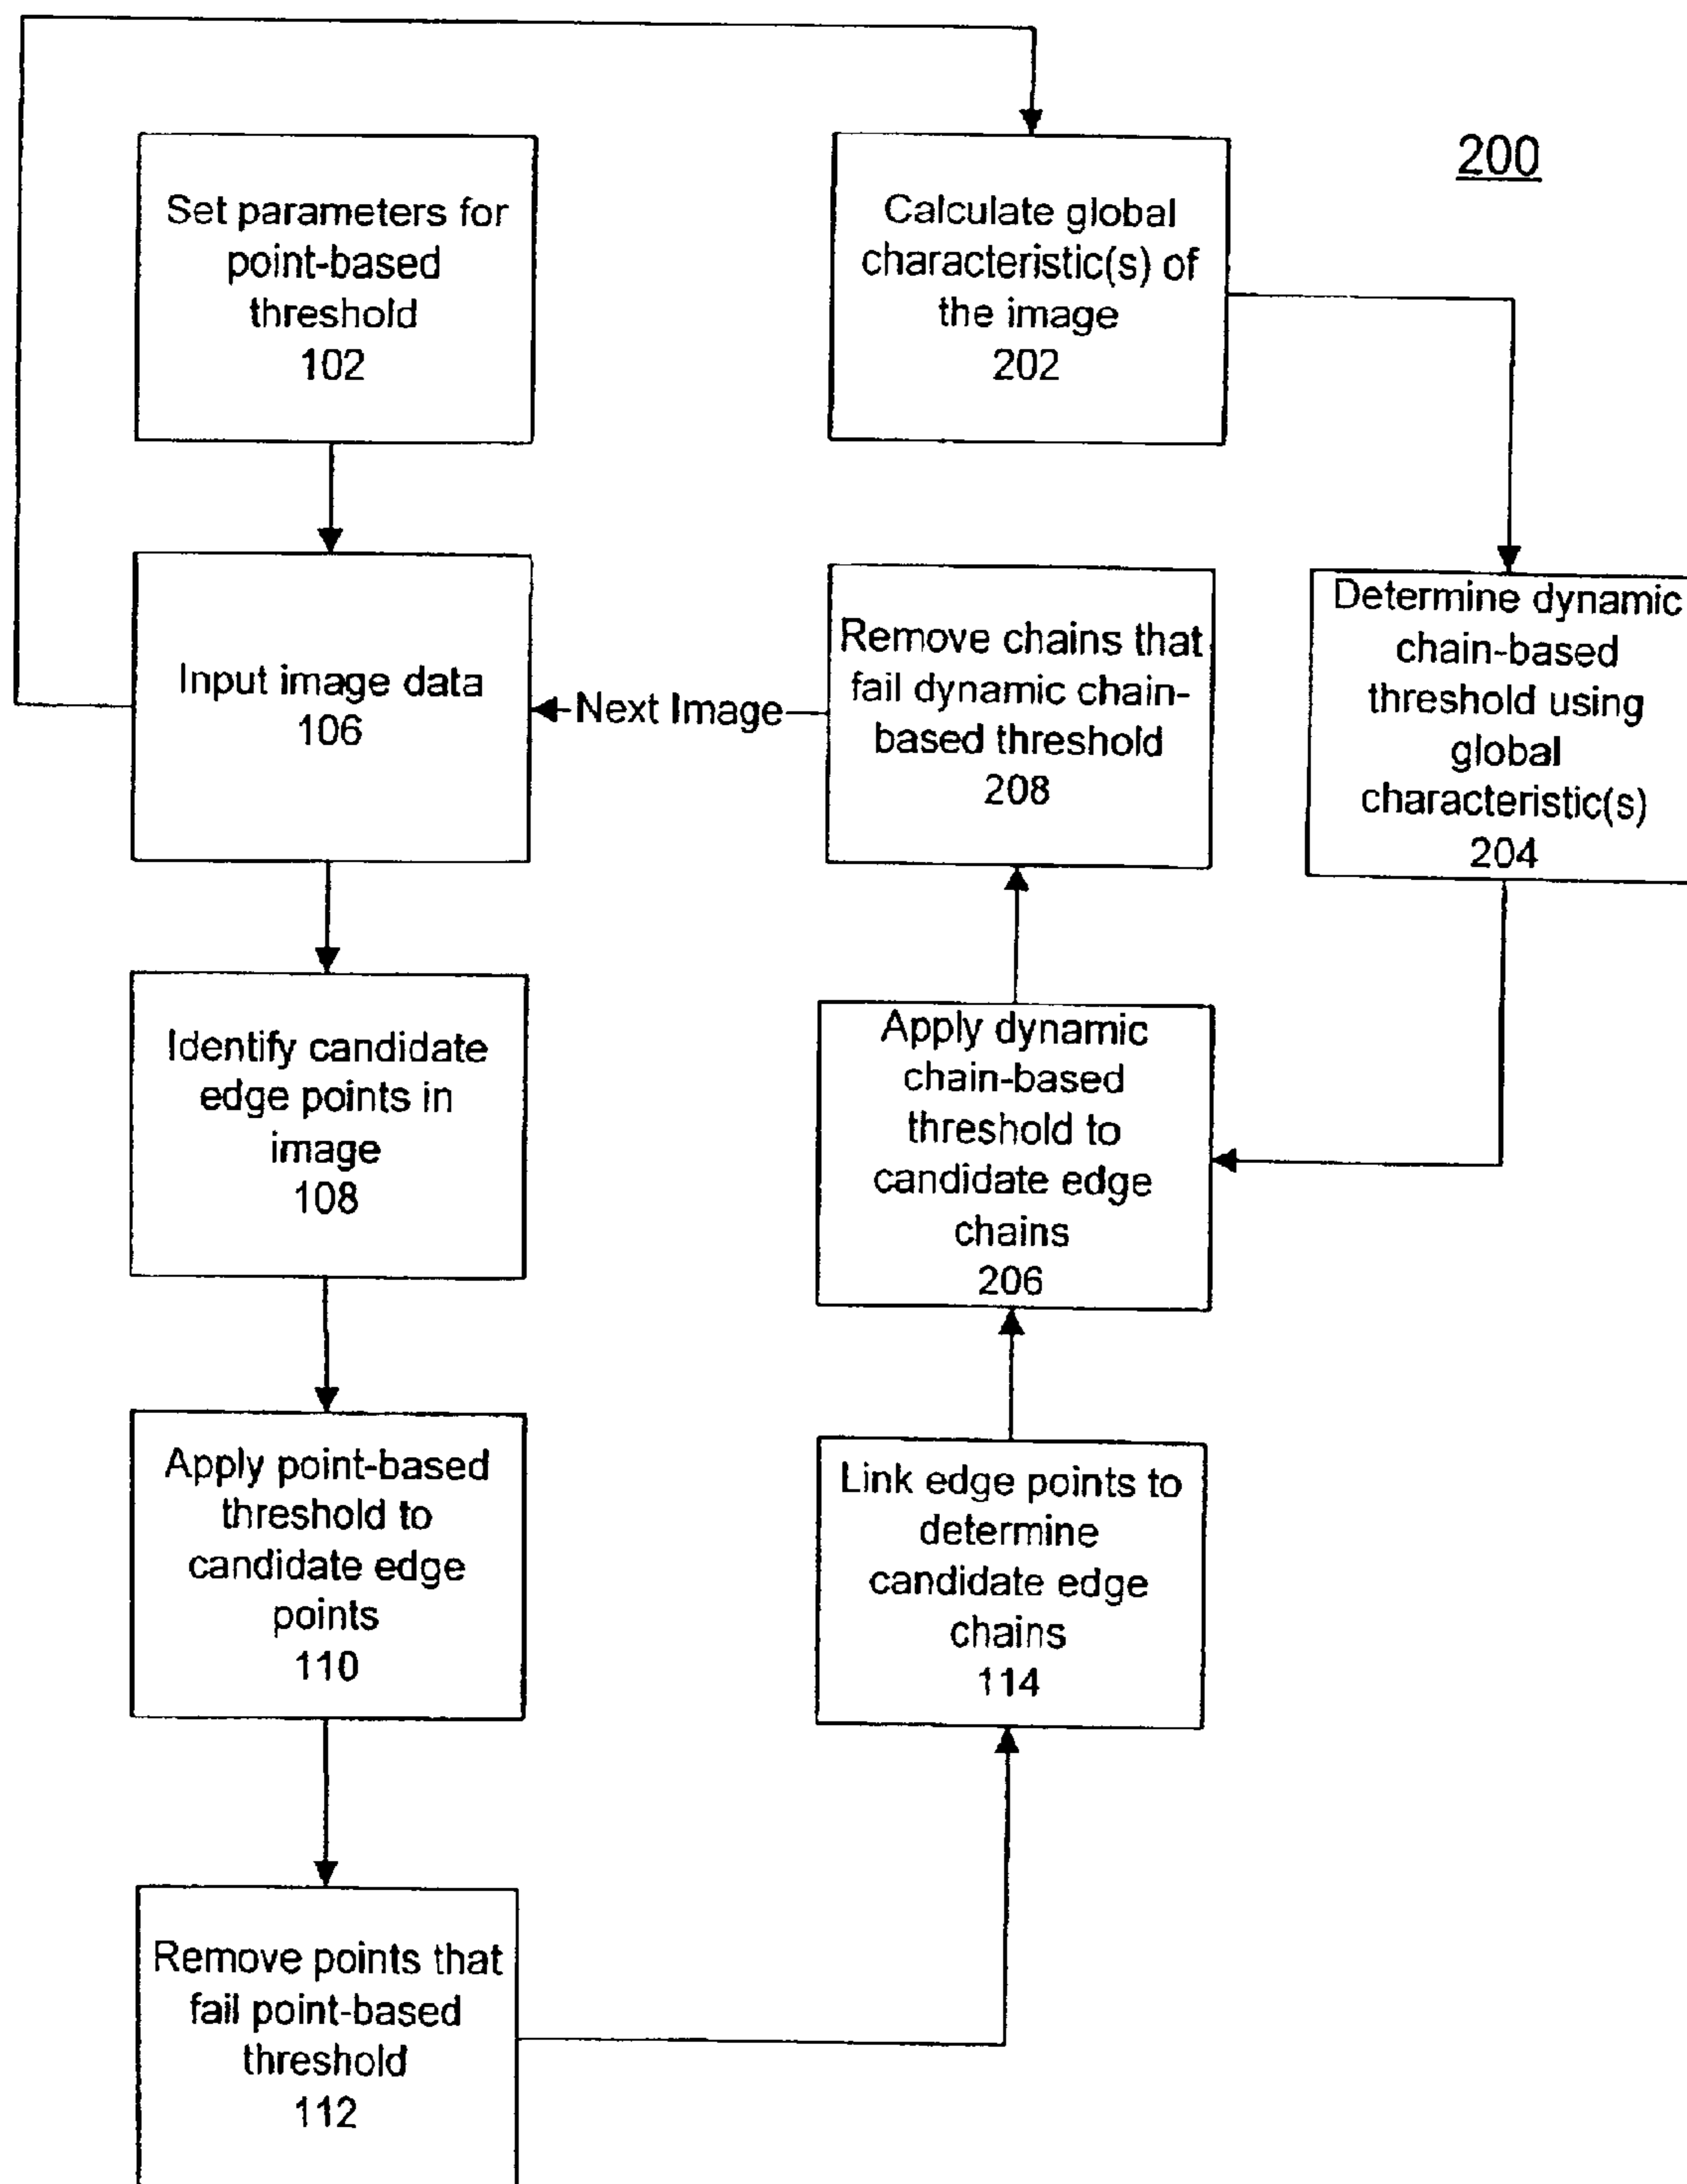 200
Set parameters for
point-based
threshold
102
Calculate global
characteristic(s) of
the image
202
Input image data
106
Next Image
Remove chains that
fail dynamic chain-
based threshold
208
Determine dynamic
chain-based
threshold using
global
characteristic(s)
204
Identify candidate
edge points in
image
108
Apply dynamic
chain-based
threshold to
candidate edge
chains
206
Apply point-based
threshold to
candidate edge
points
110
Link edge points to
determine
candidate edge
chains
114
Remove points that
fail point-based
threshold
112